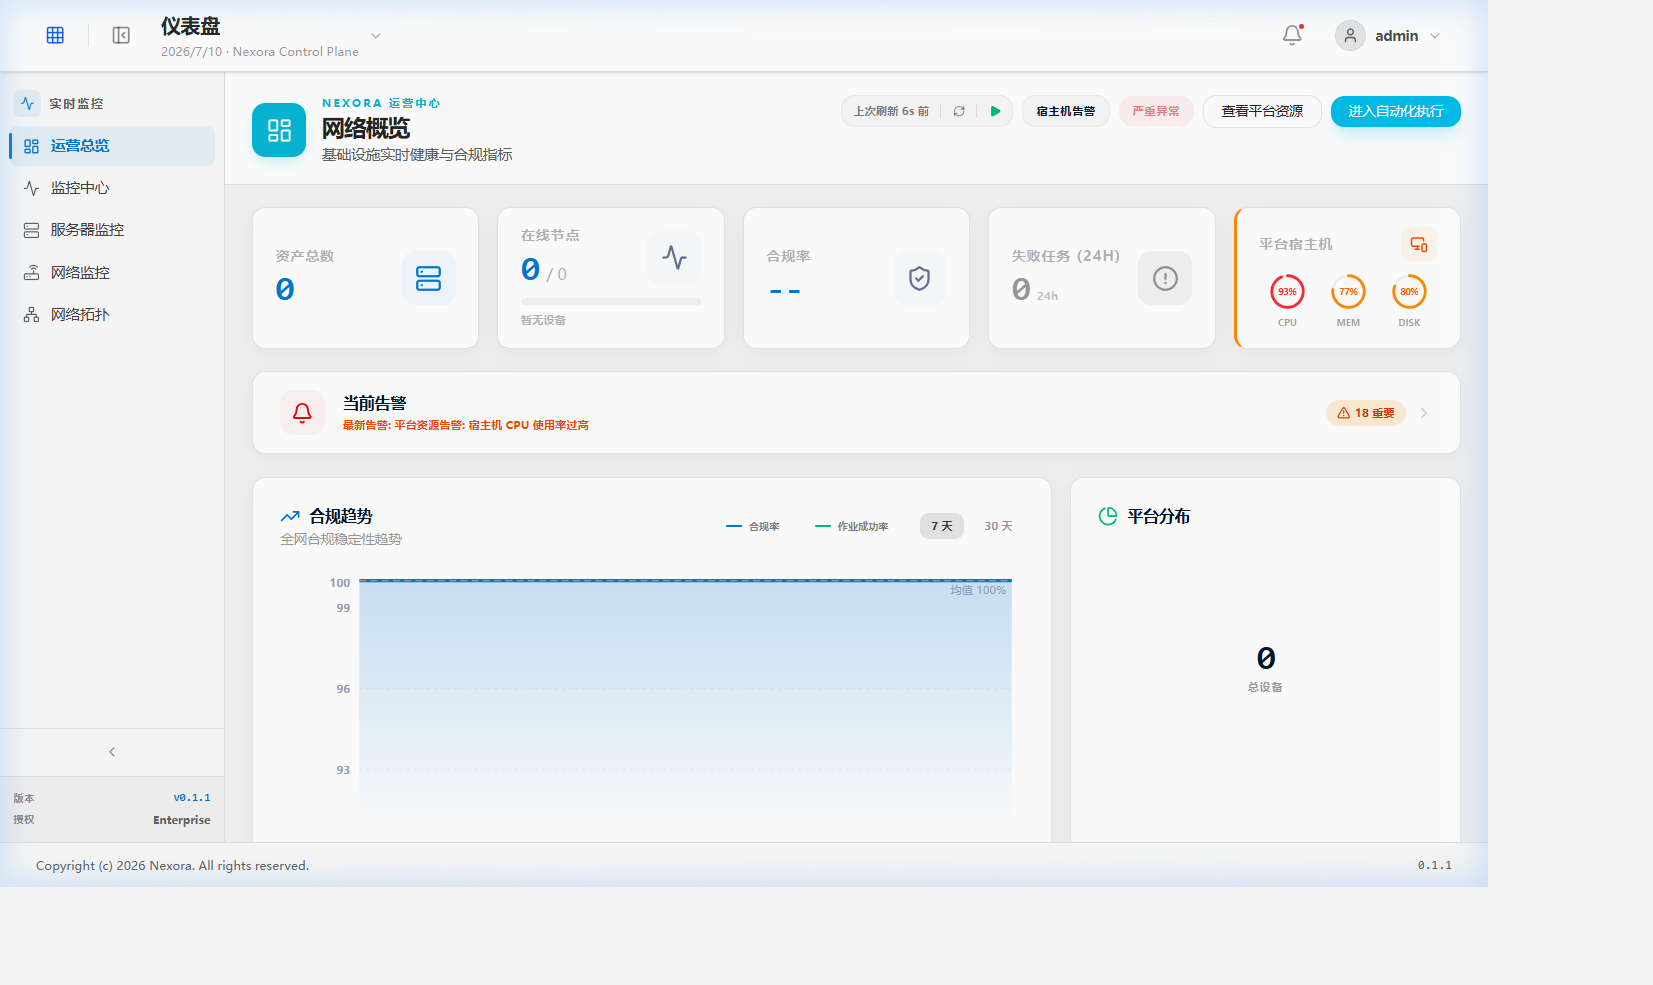 仪表盘
2026/7/10 · Nexora Control Plane
admin
实时监控
运营总览
监控中心
服务器监控
网络监控
网络拓扑
版本 v0.1.1
授权 Enterprise
NEXORA 运营中心
网络概览
基础设施实时健康与合规指标
上次刷新 6s 前
宿主机告警
严重异常
查看平台资源
进入自动化执行
资产总数
0
在线节点
0 / 0
暂无设备
合规率
--
失败任务 (24H)
0 24h
平台宿主机
93% 77% 80%
CPU MEM DISK
当前告警
最新告警: 平台资源告警: 宿主机 CPU 使用率过高
18 重要
合规趋势
全网合规稳定性趋势
合规率 作业成功率 7 天 30 天
100
均值 100%
99
96
93
平台分布
0
总设备
Copyright (c) 2026 Nexora. All rights reserved.
0.1.1